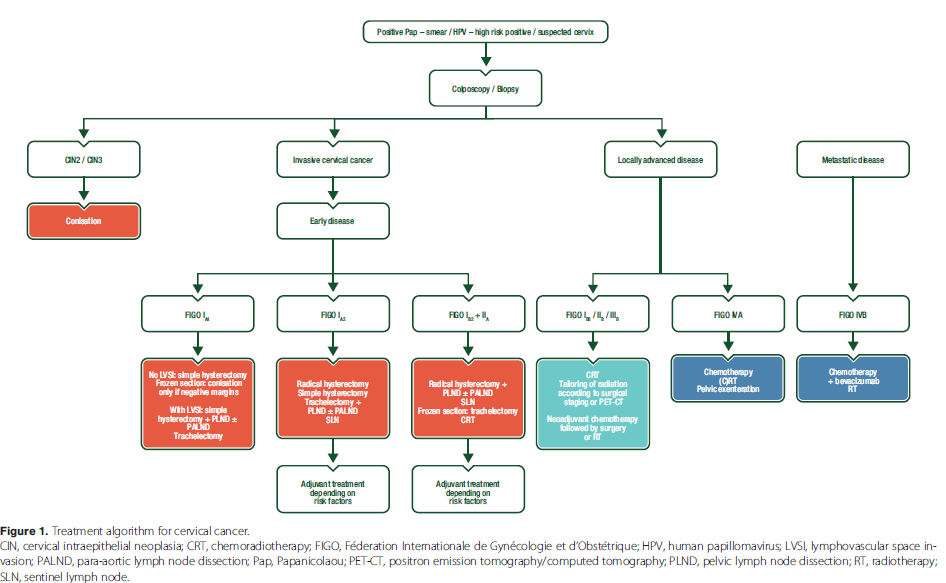 Positive Pap – smear / HPV – high risk positive / suspected cervix
Colposcopy / Biopsy
CIN2 / CIN3
Invasive cervical cancer
Locally advanced disease
Metastatic disease
Conisation
Early disease
FIGO IA1
FIGO IA2
FIGO IB2 + IIA
FIGO IB2 / IIB / IIIB
FIGO IVA
FIGO IVB
No LVSI: simple hysterectomy
Frozen section: conisation
only if negative margins
With LVSI: simple
hysterectomy + PLND ±
PALND
Trachelectomy
Radical hysterectomy
Simple hysterectomy
Trachelectomy +
PLND ± PALND
SLN
Radical hysterectomy +
PLND ± PALND
SLN
Frozen section: trachelectomy
CRT
CRT
Tailoring of radiation
according to surgical
staging or PET-CT
Neoadjuvant chemotherapy
followed by surgery
or RT
Chemotherapy
(C)RT
Pelvic exenteration
Chemotherapy
+ bevacizumab
RT
Adjuvant treatment
depending on
risk factors
Adjuvant treatment
depending on
risk factors
Figure 1. Treatment algorithm for cervical cancer.
CIN, cervical intraepithelial neoplasia; CRT, chemoradiotherapy; FIGO, Féderation Internationale de Gynécologie et d'Obstétrique; HPV, human papillomavirus; LVSI, lymphovascular space in-
vasion; PALND, para-aortic lymph node dissection; Pap, Papanicolaou; PET-CT, positron emission tomography/computed tomography; PLND, pelvic lymph node dissection; RT, radiotherapy;
SLN, sentinel lymph node.